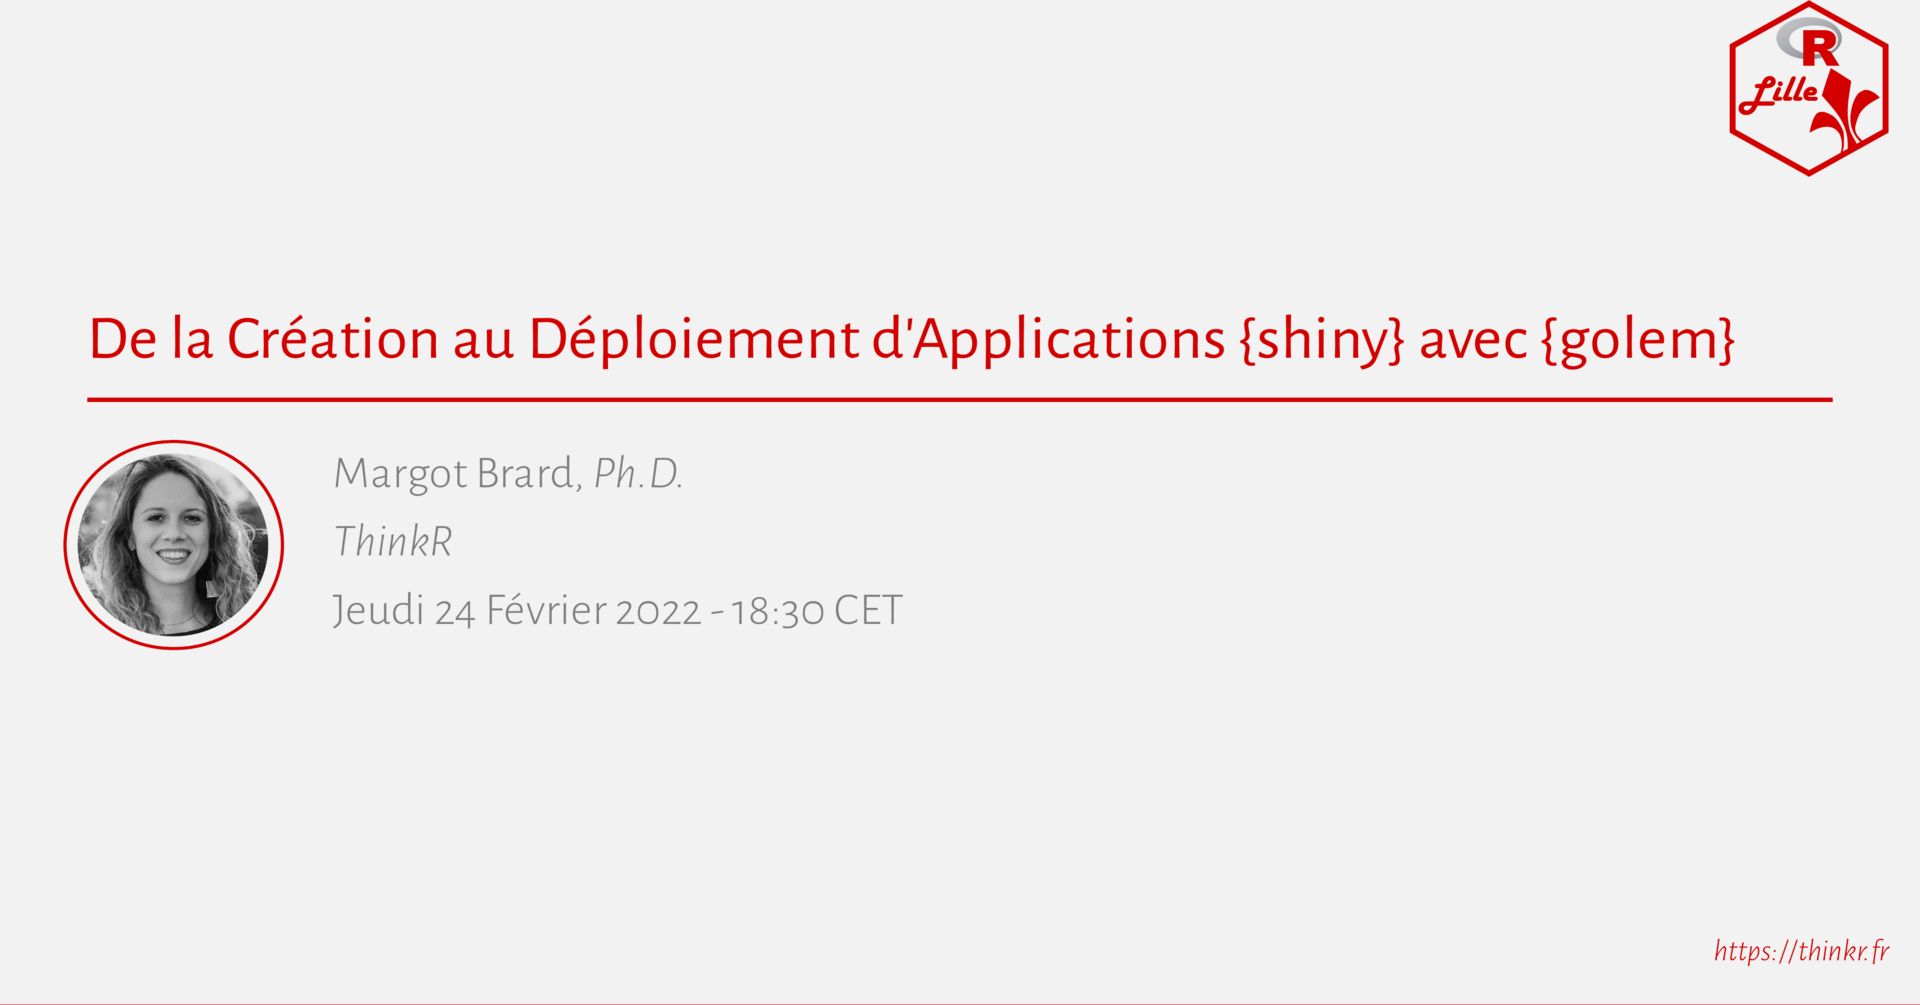 R
Lille
De la Création au Déploiement d'Applications {shiny} avec {golem}
Margot Brard, Ph.D.
ThinkR
Jeudi 24 Février 2022 - 18:30 CET
https://thinkr.fr